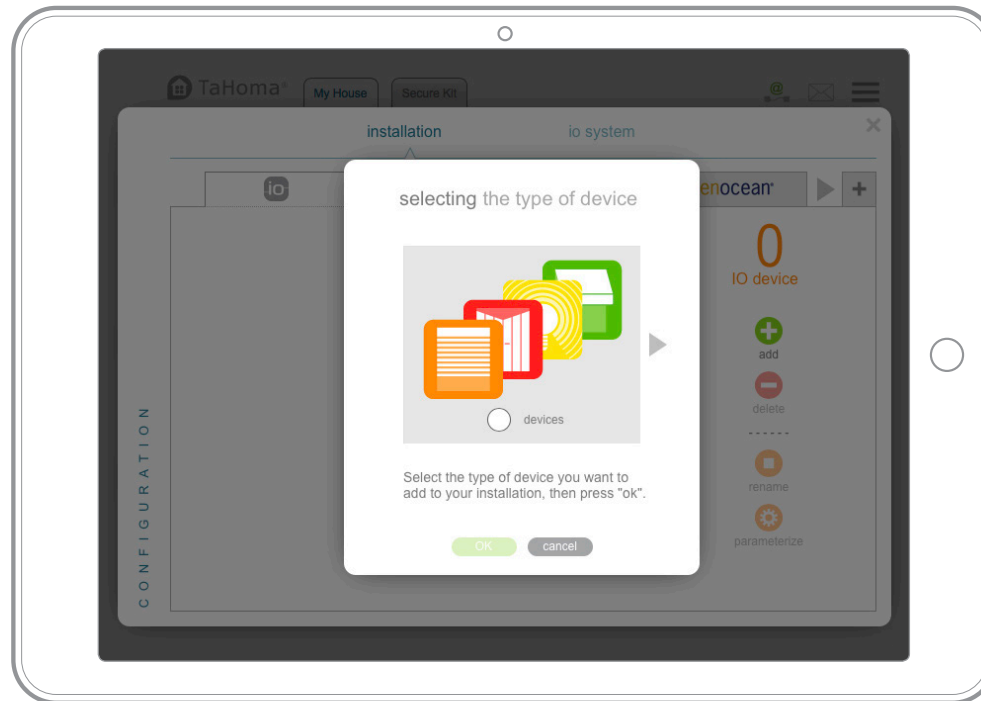 TaHoma®
My House
Secure Kit
@
installation
io system
io
enocean®
selecting the type of device
0
IO device
add
delete
rename
parameterize
devices
Select the type of device you want to
add to your installation, then press "ok".
OK
cancel
CONFIGURATION